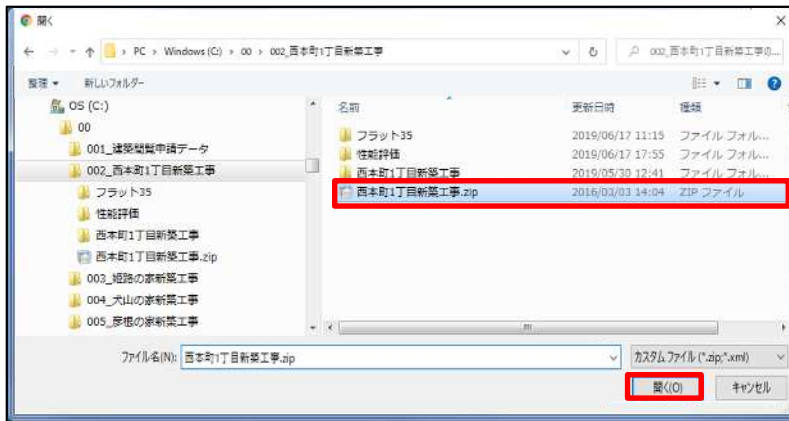 開く
PC › Windows (C:) › 00 › 002_西本町1丁目新築工事
002_西本町1丁目新築工事の...
整理 新しいフォルダー
OS (C:)
00
001_建築閲覧申請データ
002_西本町1丁目新築工事
フラット35
性能評価
西本町1丁目新築工事
西本町1丁目新築工事.zip
003_姫路の家新築工事
004_犬山の家新築工事
005_彦根の家新築工事
名前 更新日時 種類
フラット35 2019/06/17 11:15 ファイル フォル...
性能評価 2019/06/17 17:55 ファイル フォル...
西本町1丁目新築工事 2019/05/30 12:41 ファイル フォル...
西本町1丁目新築工事.zip 2016/03/03 14:04 ZIP ファイル
ファイル名(N): 西本町1丁目新築工事.zip カスタム ファイル (*.zip;*.xml)
開く(O) キャンセル